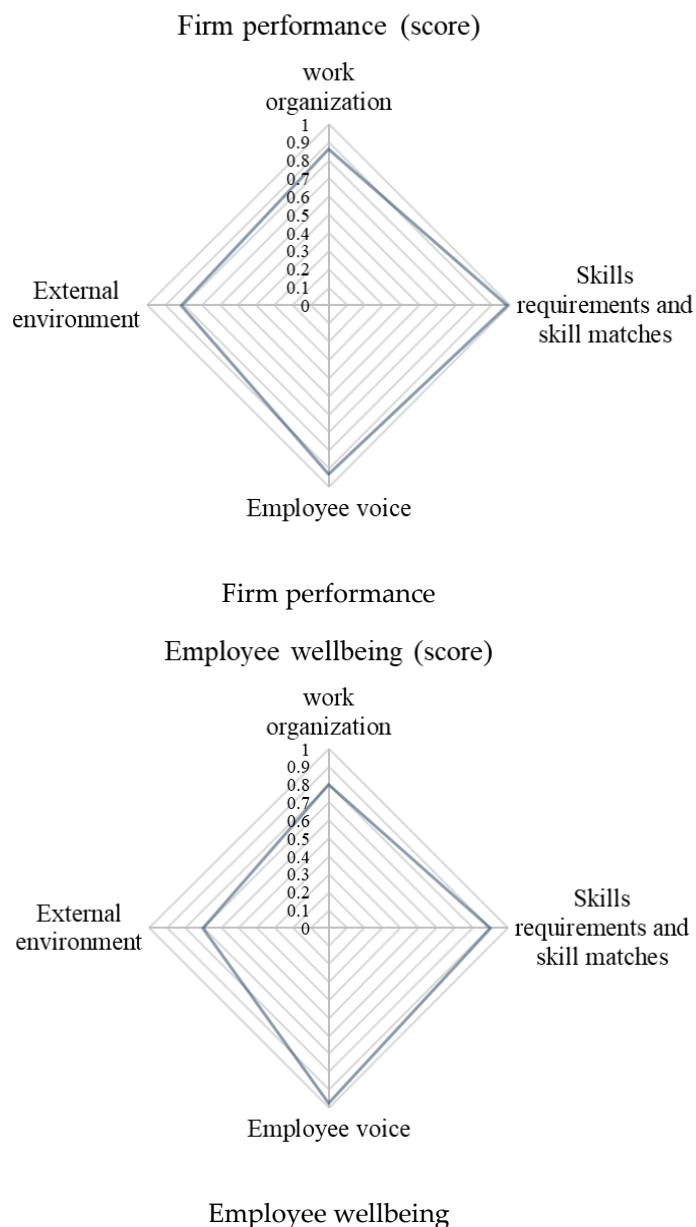 Firm performance (score)
work
organization
1
0.9
0.8
0.7
0.6
0.5
0.4
0.3
0.2
0.1
0
External
environment
Skills
requirements and
skill matches
Employee voice
Firm performance
Employee wellbeing (score)
work
organization
1
0.9
0.8
0.7
0.6
0.5
0.4
0.3
0.2
0.1
0
External
environment
Skills
requirements and
skill matches
Employee voice
Employee wellbeing